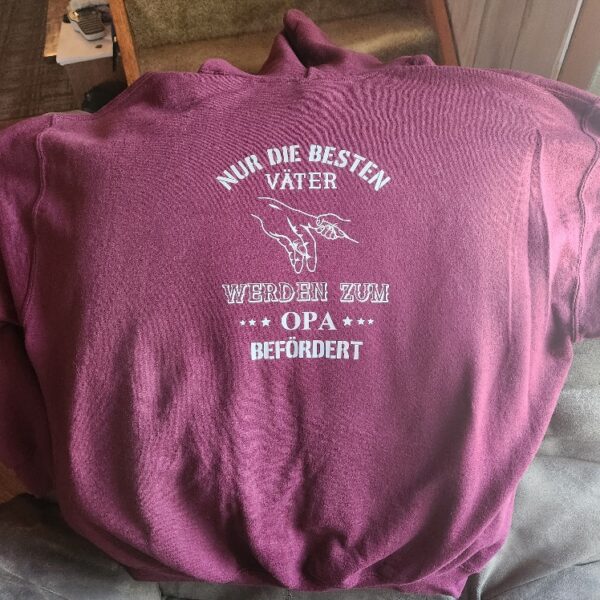 NUR DIE BESTEN
VÄTER
WERDEN ZUM
OPA
BEFÖRDERT